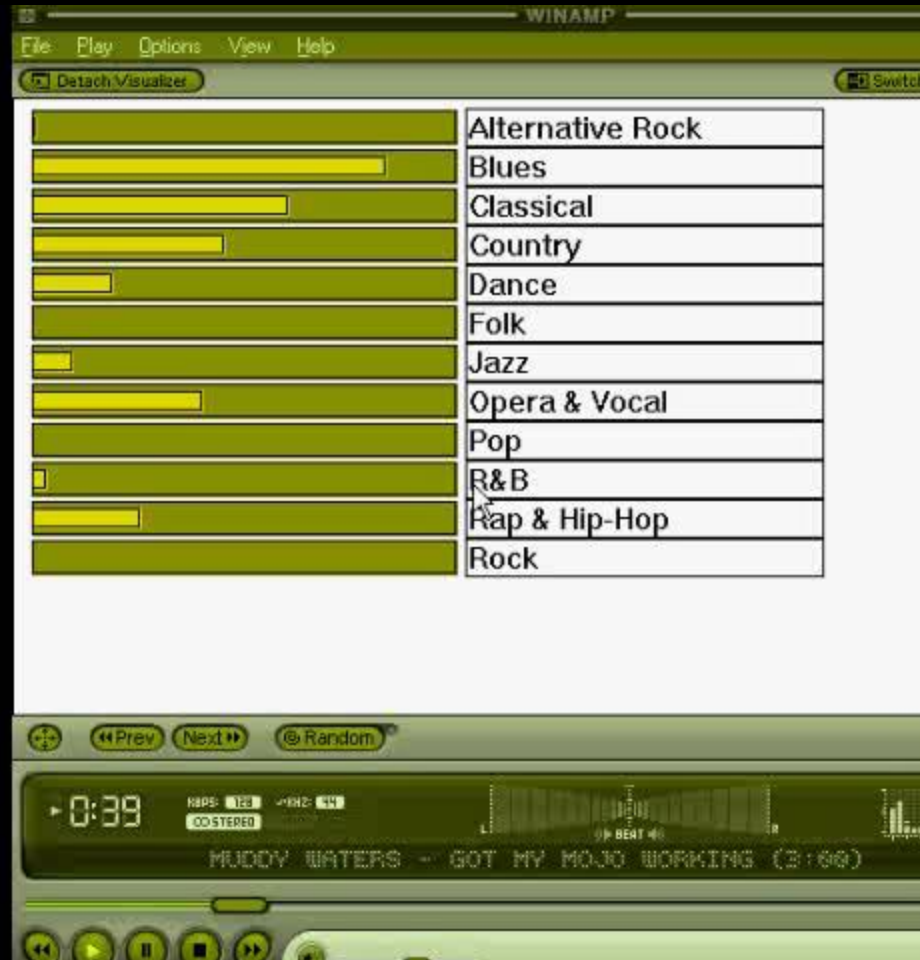 WINAMP
File Play Options View Help
Detach Visualizer Switch
Alternative Rock
Blues
Classical
Country
Dance
Folk
Jazz
Opera & Vocal
Pop
R&B
Rap & Hip-Hop
Rock
Prev Next Random
0:39 KBPS: 128 KHZ: 44
STEREO
L R
BEAT
MUDDY WATERS - GOT MY MOJO WORKING (3:00)